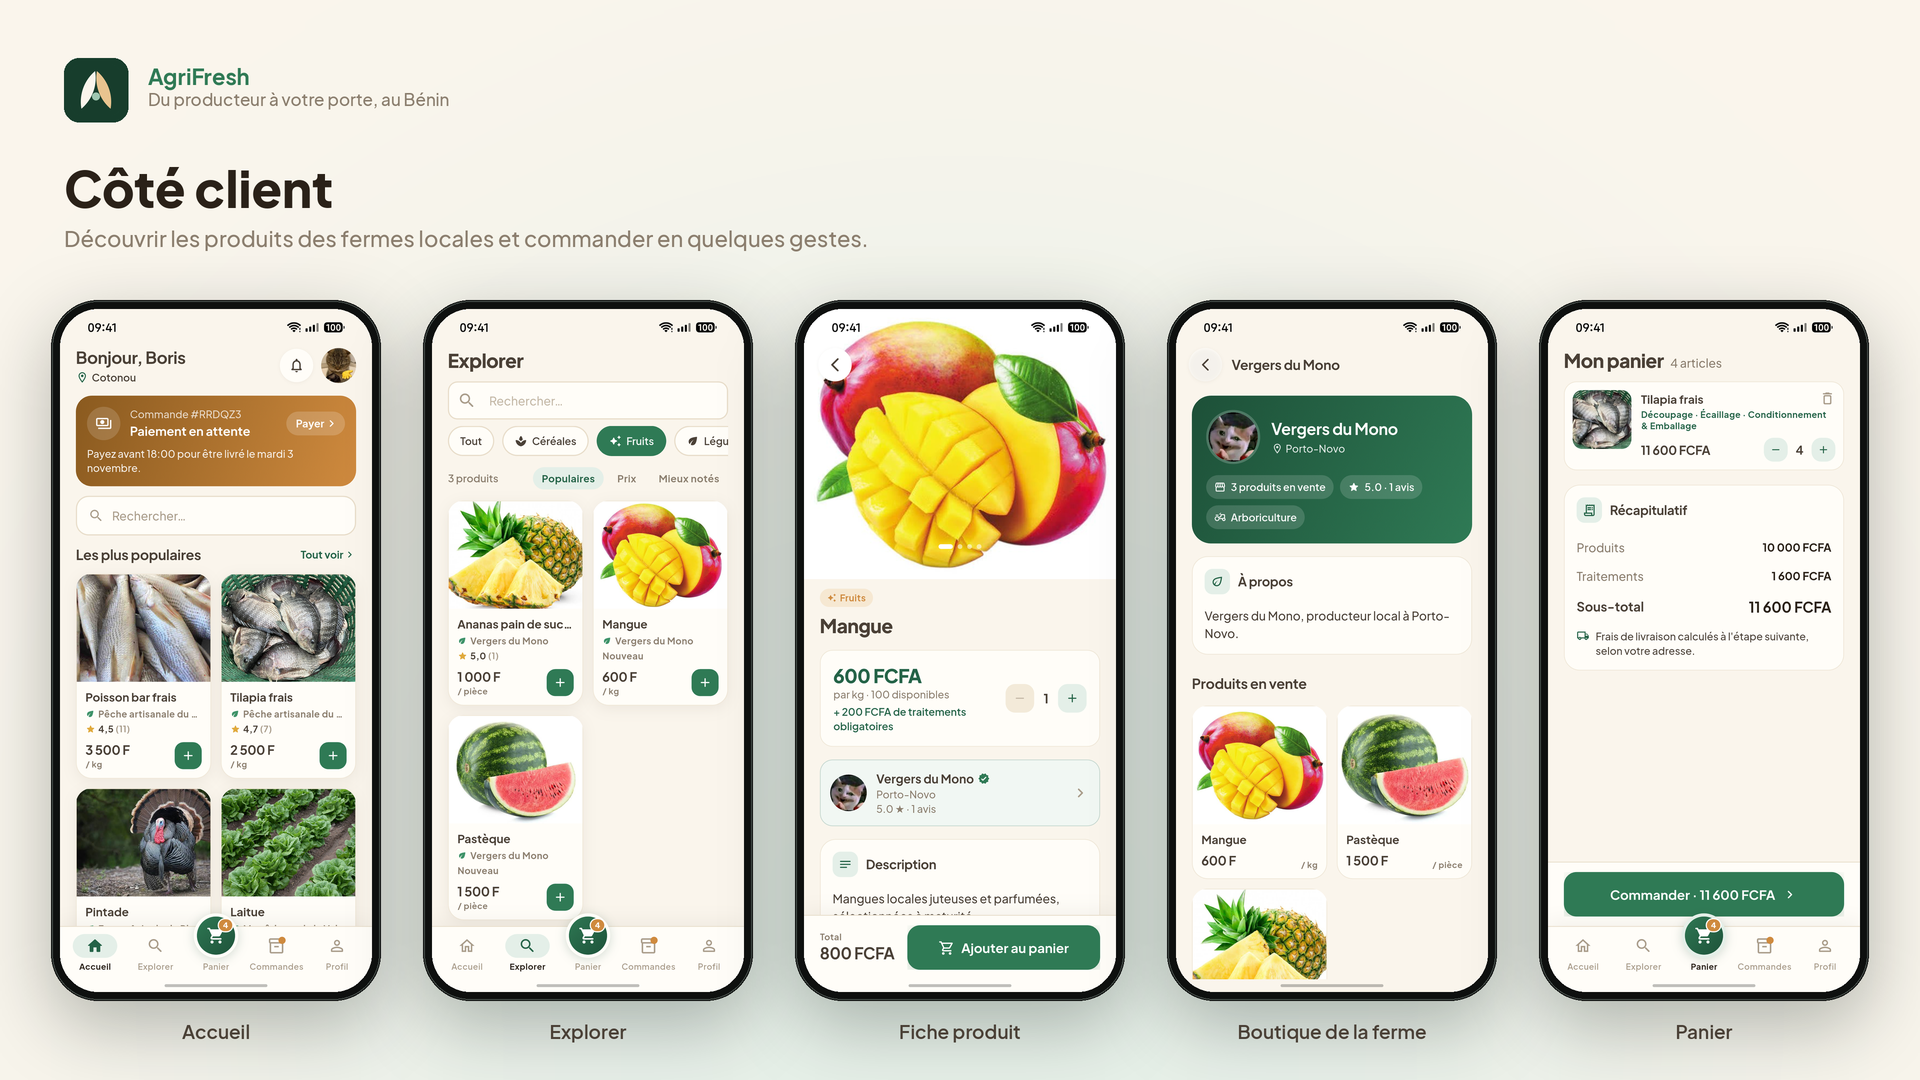 AgriFresh
Du producteur à votre porte, au Bénin
Côté client
Découvrir les produits des fermes locales et commander en quelques gestes.
09:41
100
Bonjour, Boris
Cotonou
Commande #RRDQZ3
Paiement en attente
Payer
Payez avant 18:00 pour être livré le mardi 3
novembre.
Rechercher...
Les plus populaires
Tout voir
Poisson bar frais
Pêche artisanale du ...
4,5 (11)
3 500 F
/ kg
Tilapia frais
Pêche artisanale du ...
4,7 (7)
2 500 F
/ kg
Pintade
Laitue
4
Accueil
Explorer
Panier
Commandes
Profil
Accueil
09:41
100
Explorer
Rechercher...
Tout
Céréales
Fruits
Légu
3 produits
Populaires
Prix
Mieux notés
Ananas pain de suc...
Vergers du Mono
5,0 (1)
1 000 F
/ pièce
Mangue
Vergers du Mono
Nouveau
600 F
/ kg
Pastèque
Vergers du Mono
Nouveau
1 500 F
/ pièce
4
Accueil
Explorer
Panier
Commandes
Profil
Explorer
09:41
100
Fruits
Mangue
600 FCFA
par kg · 100 disponibles
+ 200 FCFA de traitements
obligatoires
1
Vergers du Mono
Porto-Novo
5.0 ★ · 1 avis
Description
Mangues locales juteuses et parfumées,
Total
800 FCFA
Ajouter au panier
Fiche produit
09:41
100
Vergers du Mono
Vergers du Mono
Porto-Novo
3 produits en vente
5.0 · 1 avis
Arboriculture
À propos
Vergers du Mono, producteur local à Porto-
Novo.
Produits en vente
Mangue
600 F
/ kg
Pastèque
1 500 F
/ pièce
Boutique de la ferme
09:41
100
Mon panier
4 articles
Tilapia frais
Découpage · Écaillage · Conditionnement
& Emballage
11 600 FCFA
4
Récapitulatif
Produits
10 000 FCFA
Traitements
1 600 FCFA
Sous-total
11 600 FCFA
Frais de livraison calculés à l'étape suivante,
selon votre adresse.
Commander · 11 600 FCFA
4
Accueil
Explorer
Panier
Commandes
Profil
Panier